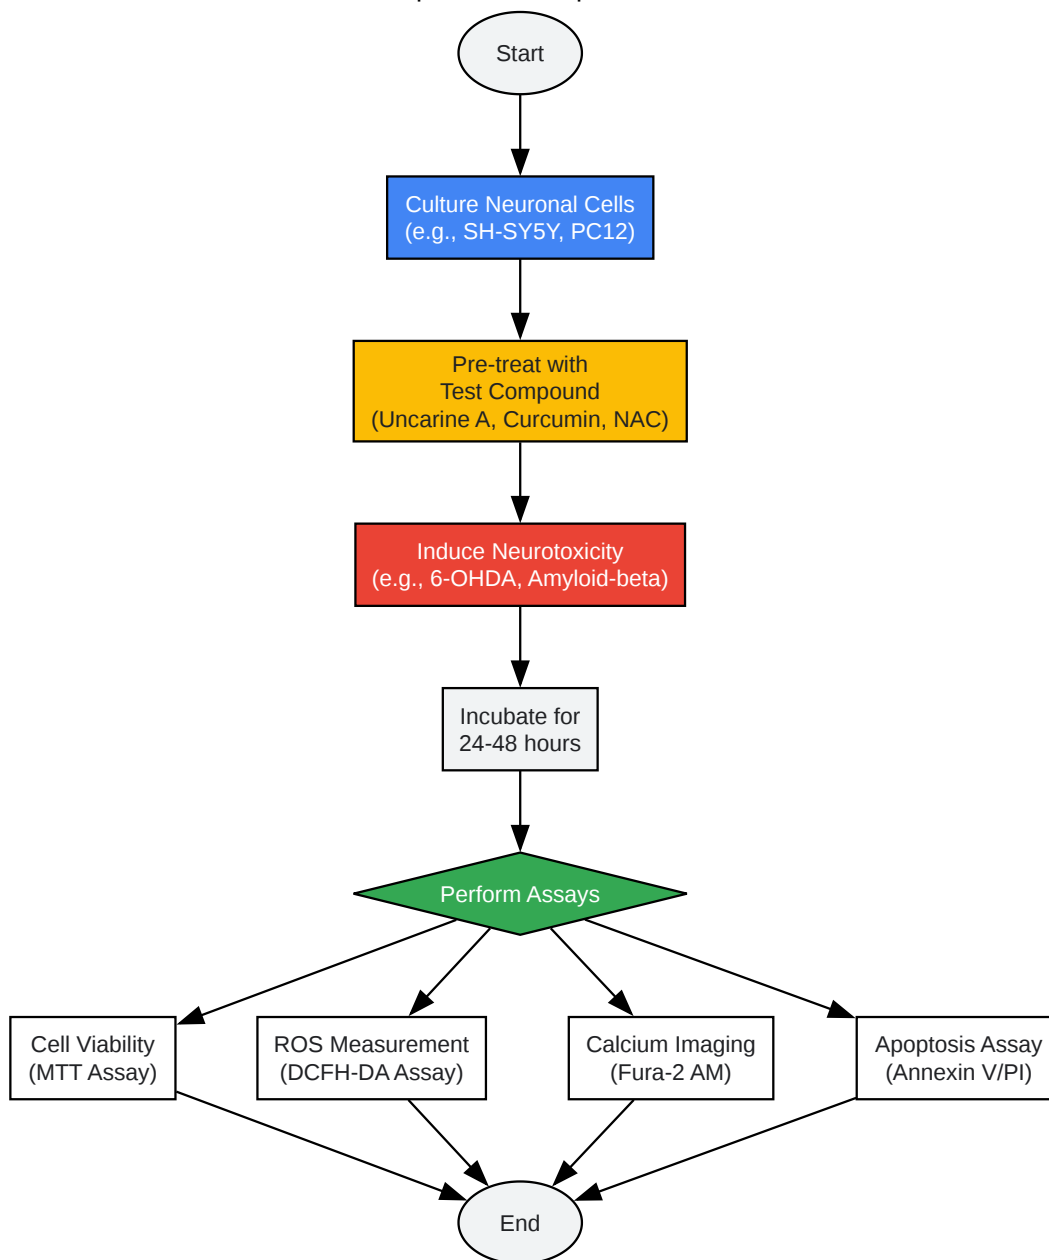 Start
Culture Neuronal Cells
(e.g., SH-SY5Y, PC12)
Pre-treat with
Test Compound
(Uncarine A, Curcumin, NAC)
Induce Neurotoxicity
(e.g., 6-OHDA, Amyloid-beta)
Incubate for
24-48 hours
Perform Assays
Cell Viability
(MTT Assay)
ROS Measurement
(DCFH-DA Assay)
Calcium Imaging
(Fura-2 AM)
Apoptosis Assay
(Annexin V/PI)
End